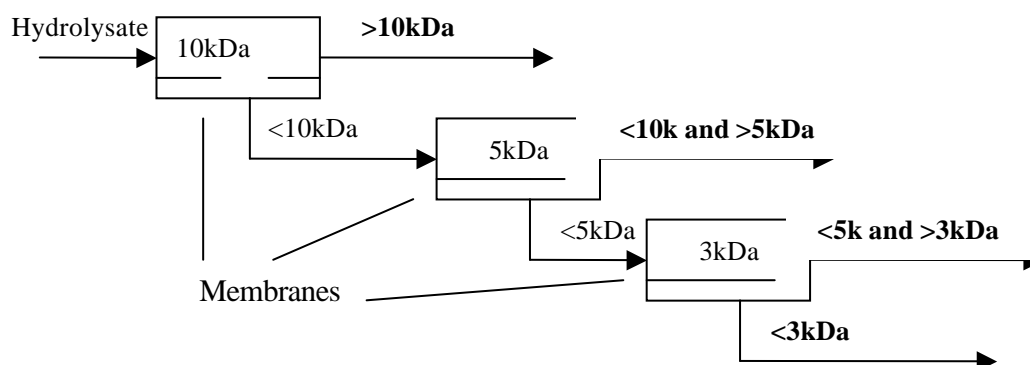 Hydrolysate
10kDa
>10kDa
<10kDa
5kDa
<10k and >5kDa
<5kDa
3kDa
<5k and >3kDa
Membranes
<3kDa